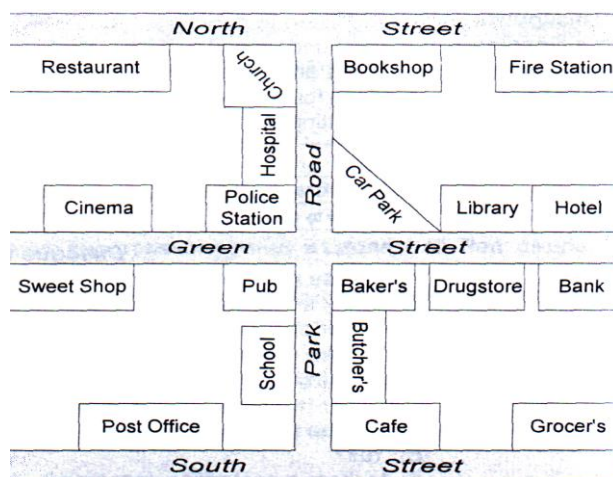 North Street
Restaurant Church Bookshop Fire Station
Hospital
Road
Car Park
Cinema Police Station Library Hotel
Green Street
Sweet Shop Pub Baker's Drugstore Bank
School Park Butcher's
Post Office Cafe Grocer's
South Street